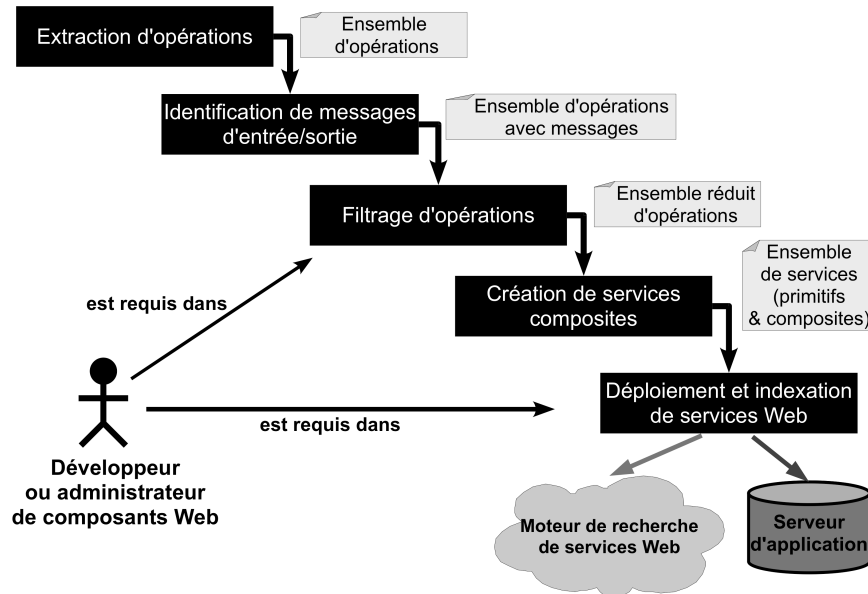 Extraction d'opérations
Ensemble
d'opérations
Identification de messages
d'entrée/sortie
Ensemble d'opérations
avec messages
Filtrage d'opérations
Ensemble réduit
d'opérations
Ensemble
de services
(primitifs
& composites)
Création de services
composites
est requis dans
Déploiement et indexation
de services Web
est requis dans
Développeur
ou administrateur
de composants Web
Moteur de recherche
de services Web
Serveur
d'application